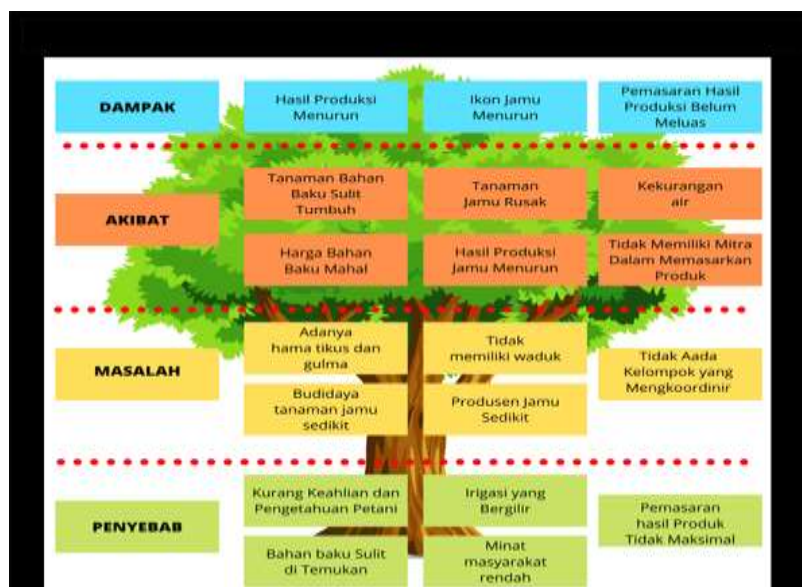 DAMPAK
Hasil Produksi
Menurun
Ikon Jamu
Menurun
Pemasaran Hasil
Produksi Belum
Meluas
AKIBAT
Tanaman Bahan
Baku Sulit
Tumbuh
Tanaman
Jamu Rusak
Kekurangan
air
Harga Bahan
Baku Mahal
Hasil Produksi
Jamu Menurun
Tidak Memiliki Mitra
Dalam Memasarkan
Produk
MASALAH
Adanya
hama tikus dan
gulma
Tidak
memiliki waduk
Tidak Aada
Kelompok yang
Mengkoordinir
Budidaya
tanaman jamu
sedikit
Produsen Jamu
Sedikit
PENYEBAB
Kurang Keahlian dan
Pengetahuan Petani
Irigasi yang
Bergilir
Pemasaran
hasil Produk
Tidak Maksimal
Bahan baku Sulit
di Temukan
Minat
masyarakat
rendah